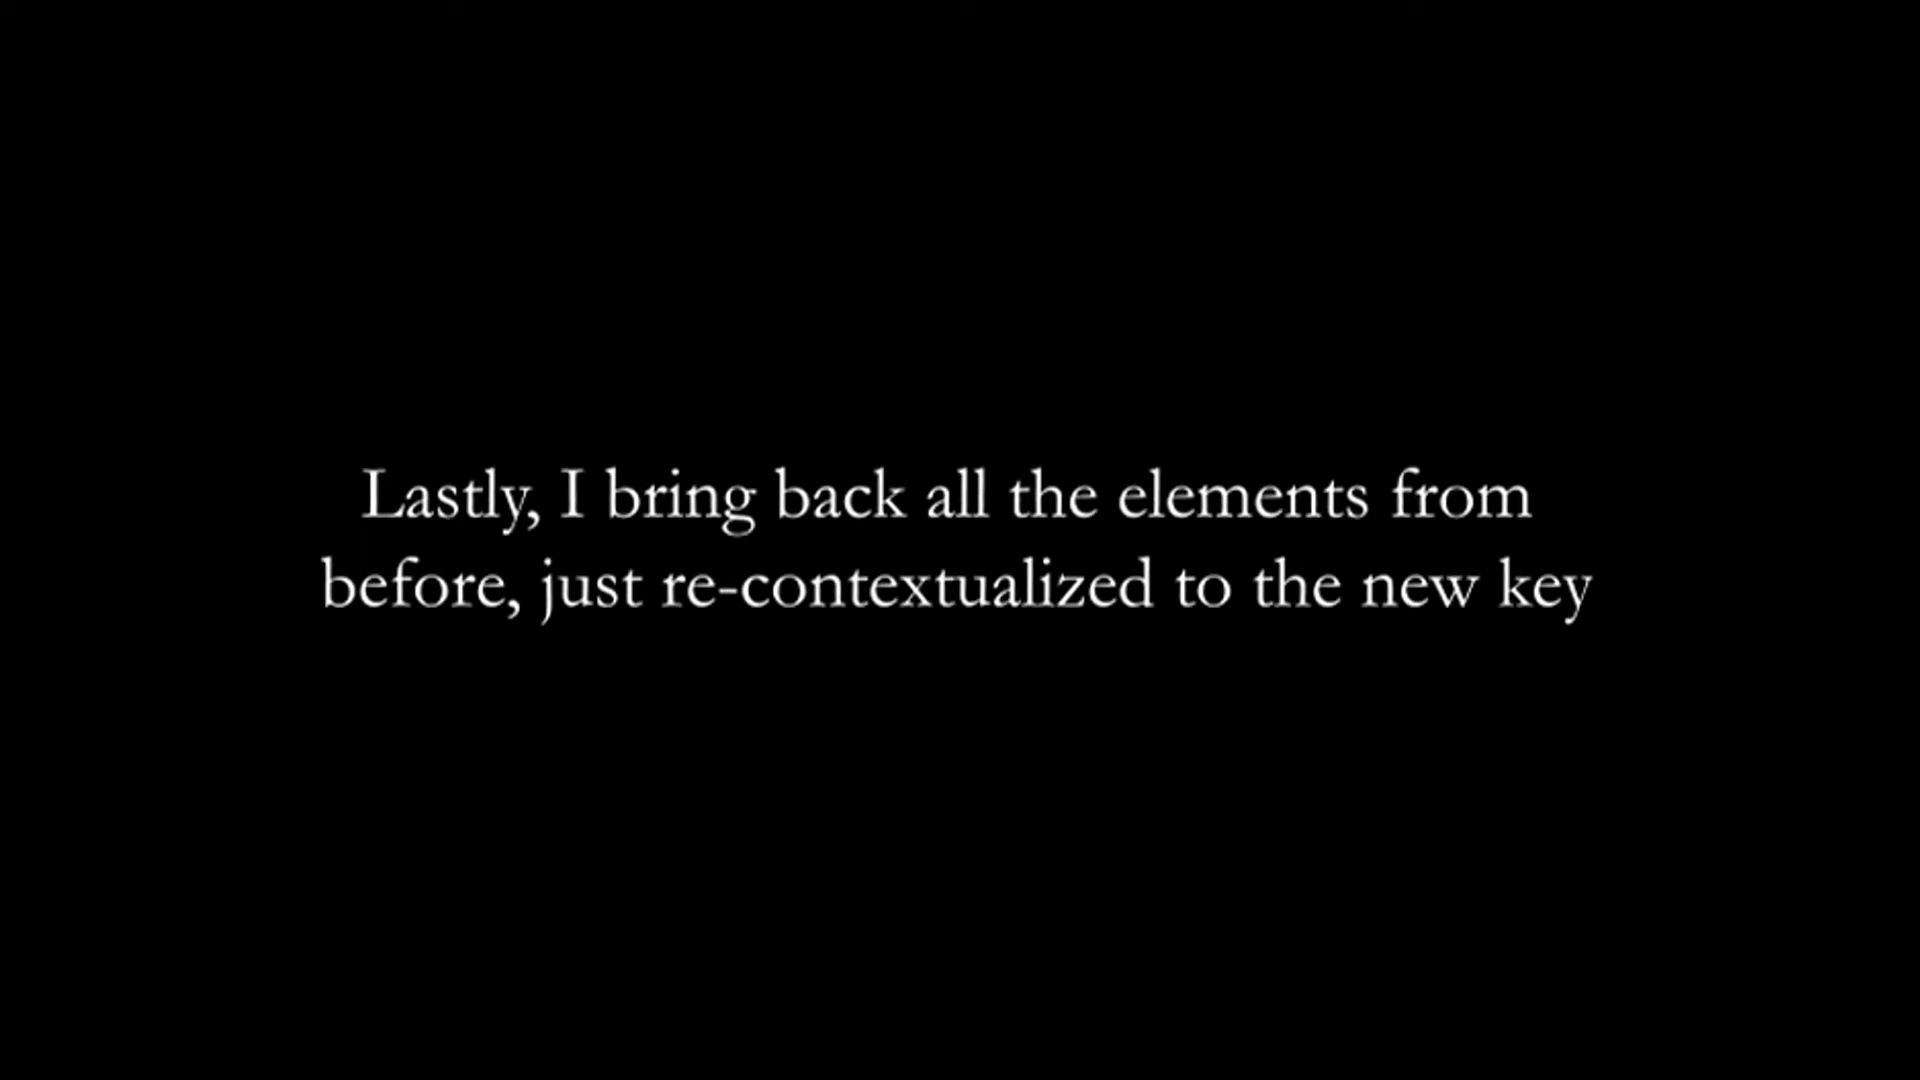 Lastly, I bring back all the elements from
before, just re-contextualized to the new key